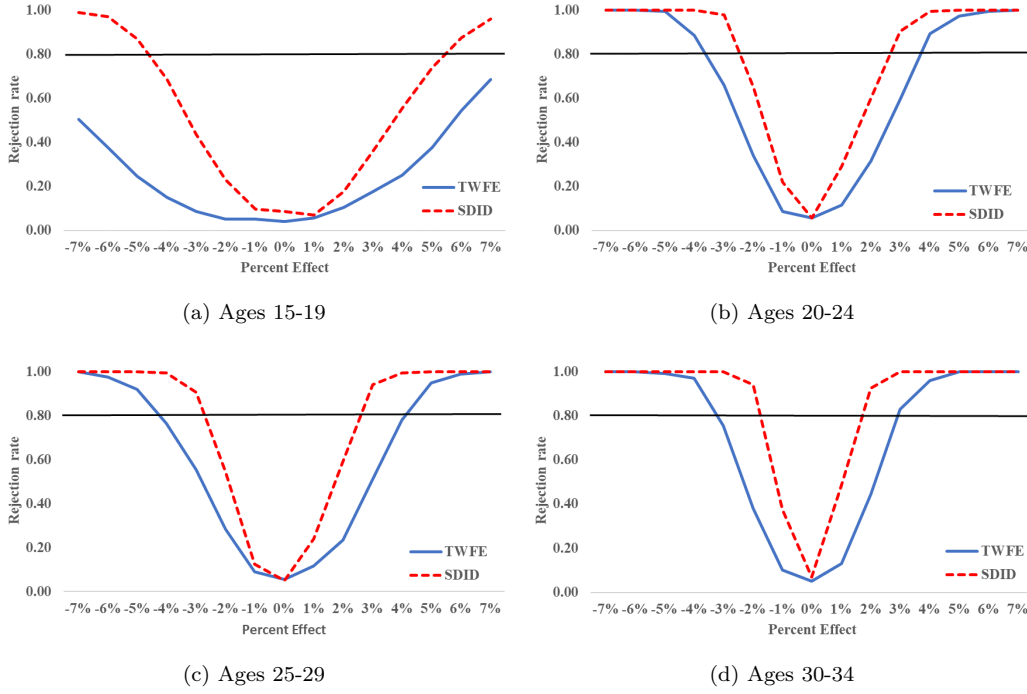 1.00
0.80
0.60
0.40
0.20
0.00
Rejection rate
-7% -6% -5% -4% -3% -2% -1% 0% 1% 2% 3% 4% 5% 6% 7%
Percent Effect
TWFE
SDID
(a) Ages 15-19
1.00
0.80
0.60
0.40
0.20
0.00
Rejection rate
-7% -6% -5% -4% -3% -2% -1% 0% 1% 2% 3% 4% 5% 6% 7%
Percent Effect
TWFE
SDID
(b) Ages 20-24
1.00
0.80
0.60
0.40
0.20
0.00
Rejection rate
-7% -6% -5% -4% -3% -2% -1% 0% 1% 2% 3% 4% 5% 6% 7%
Percent Effect
TWFE
SDID
(c) Ages 25-29
1.00
0.80
0.60
0.40
0.20
0.00
Rejection rate
-7% -6% -5% -4% -3% -2% -1% 0% 1% 2% 3% 4% 5% 6% 7%
Percent Effect
TWFE
SDID
(d) Ages 30-34